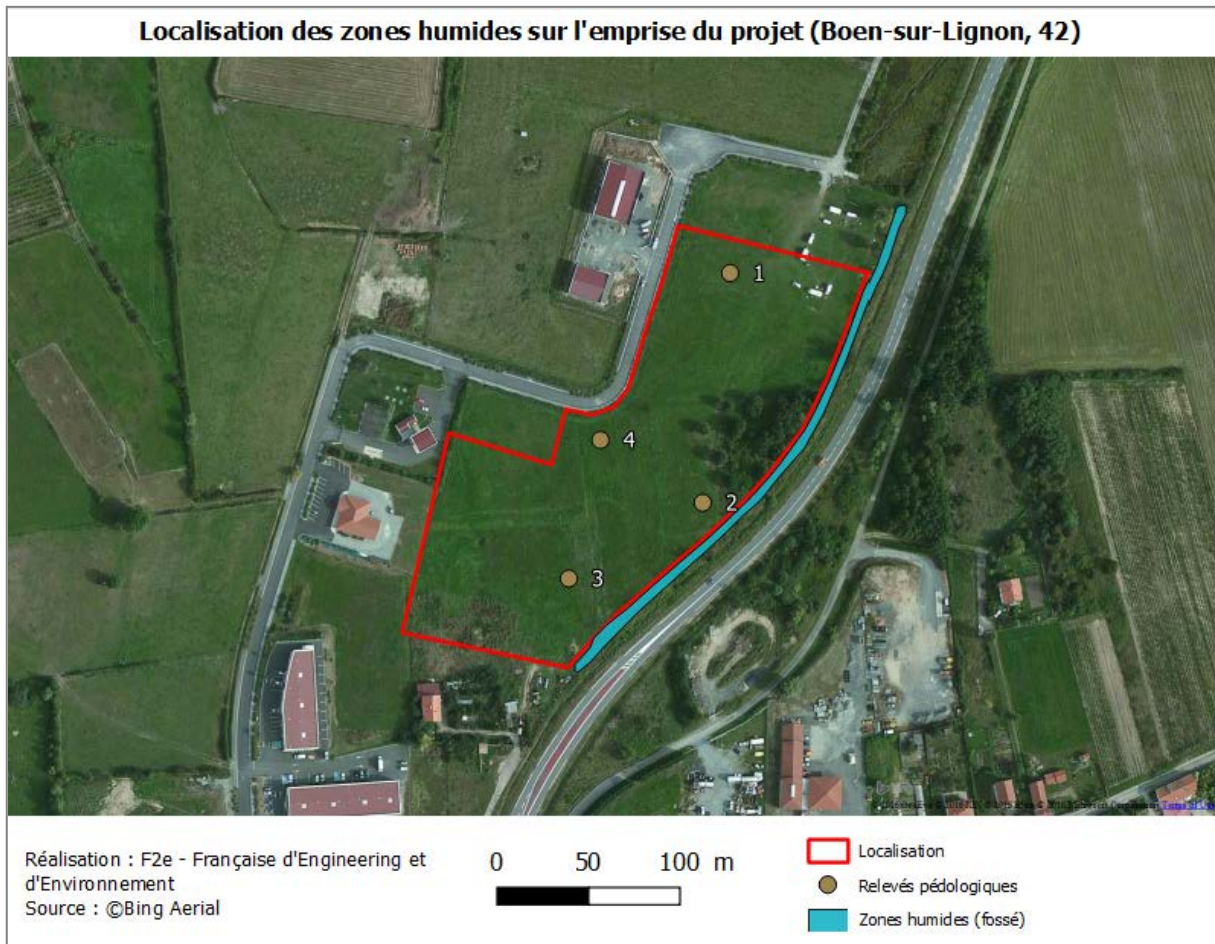 Localisation des zones humides sur l'emprise du projet (Boen-sur-Lignon, 42)
1
4
2
3
Réalisation : F2e - Française d'Engineering et
d'Environnement
Source : ©Bing Aerial
0 50 100 m
Localisation
Relevés pédologiques
Zones humides (fossé)